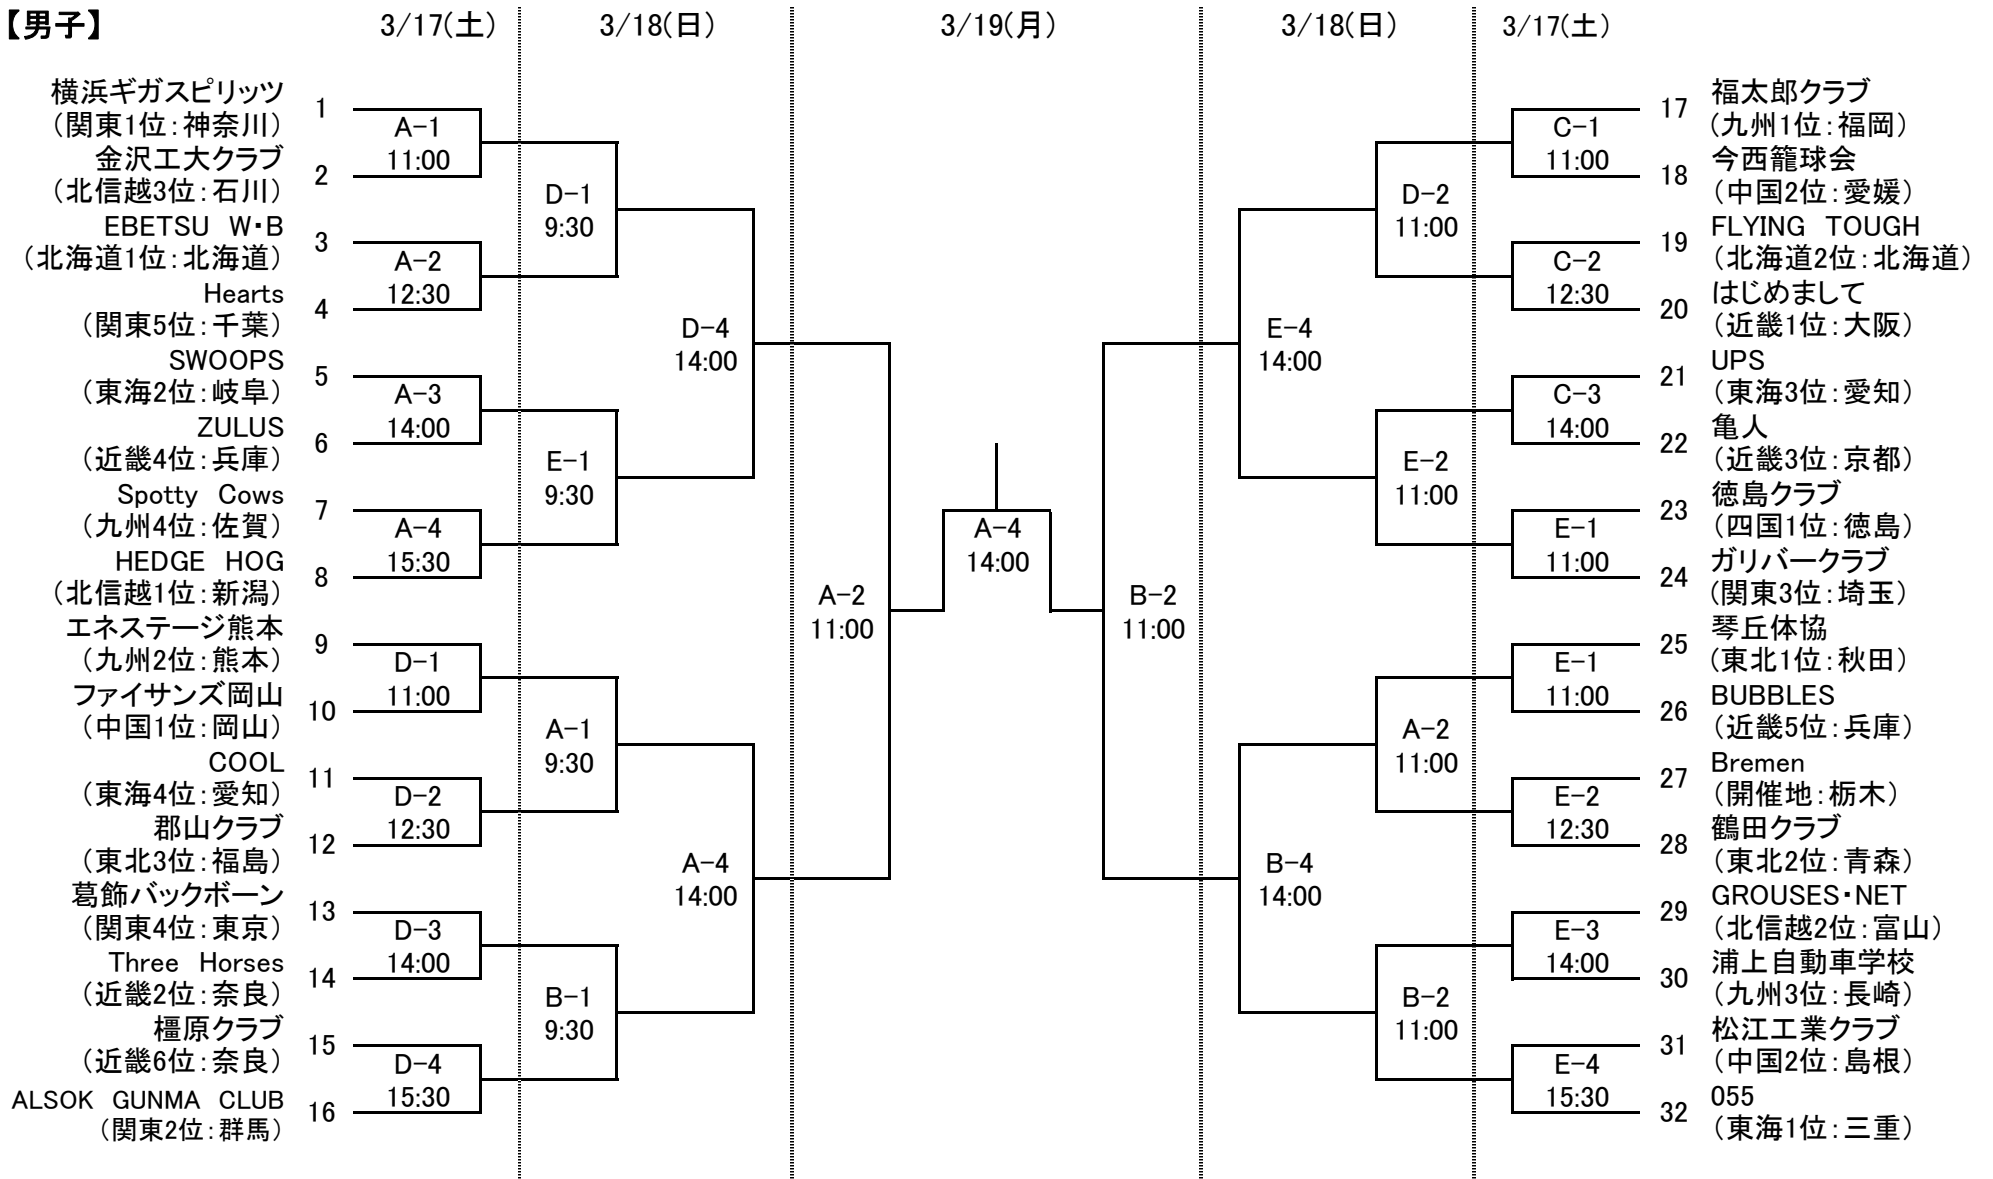 【男子】
3/17(土)
3/18(日)
3/19(月)
3/18(日)
3/17(土)
横浜ギガスピリッツ
(関東1位:神奈川)
1
金沢工大クラブ
(北信越3位:石川)
2
A-1
11:00
EBETSU W・B
(北海道1位:北海道)
3
Hearts
(関東5位:千葉)
4
A-2
12:30
SWOOPS
(東海2位:岐阜)
5
ZULUS
(近畿4位:兵庫)
6
A-3
14:00
Spotty Cows
(九州4位:佐賀)
7
HEDGE HOG
(北信越1位:新潟)
8
A-4
15:30
エネステージ熊本
(九州2位:熊本)
9
ファイサンズ岡山
(中国1位:岡山)
10
D-1
11:00
COOL
(東海4位:愛知)
11
郡山クラブ
(東北3位:福島)
12
D-2
12:30
葛飾バックボーン
(関東4位:東京)
13
Three Horses
(近畿2位:奈良)
14
D-3
14:00
橿原クラブ
(近畿6位:奈良)
15
ALSOK GUNMA CLUB
(関東2位:群馬)
16
D-4
15:30
D-1
9:30
E-1
9:30
A-1
9:30
B-1
9:30
D-4
14:00
A-4
14:00
A-2
11:00
A-4
14:00
B-2
11:00
E-4
14:00
B-4
14:00
D-2
11:00
E-2
11:00
A-2
11:00
B-2
11:00
C-1
11:00
17
福太郎クラブ
(九州1位:福岡)
18
今西籠球会
(中国2位:愛媛)
C-2
12:30
19
FLYING TOUGH
(北海道2位:北海道)
20
はじめまして
(近畿1位:大阪)
C-3
14:00
21
UPS
(東海3位:愛知)
22
亀人
(近畿3位:京都)
E-1
11:00
23
徳島クラブ
(四国1位:徳島)
24
ガリバークラブ
(関東3位:埼玉)
E-1
11:00
25
琴丘体協
(東北1位:秋田)
26
BUBBLES
(近畿5位:兵庫)
E-2
12:30
27
Bremen
(開催地:栃木)
28
鶴田クラブ
(東北2位:青森)
E-3
14:00
29
GROUSES・NET
(北信越2位:富山)
30
浦上自動車学校
(九州3位:長崎)
E-4
15:30
31
松江工業クラブ
(中国2位:島根)
32
055
(東海1位:三重)